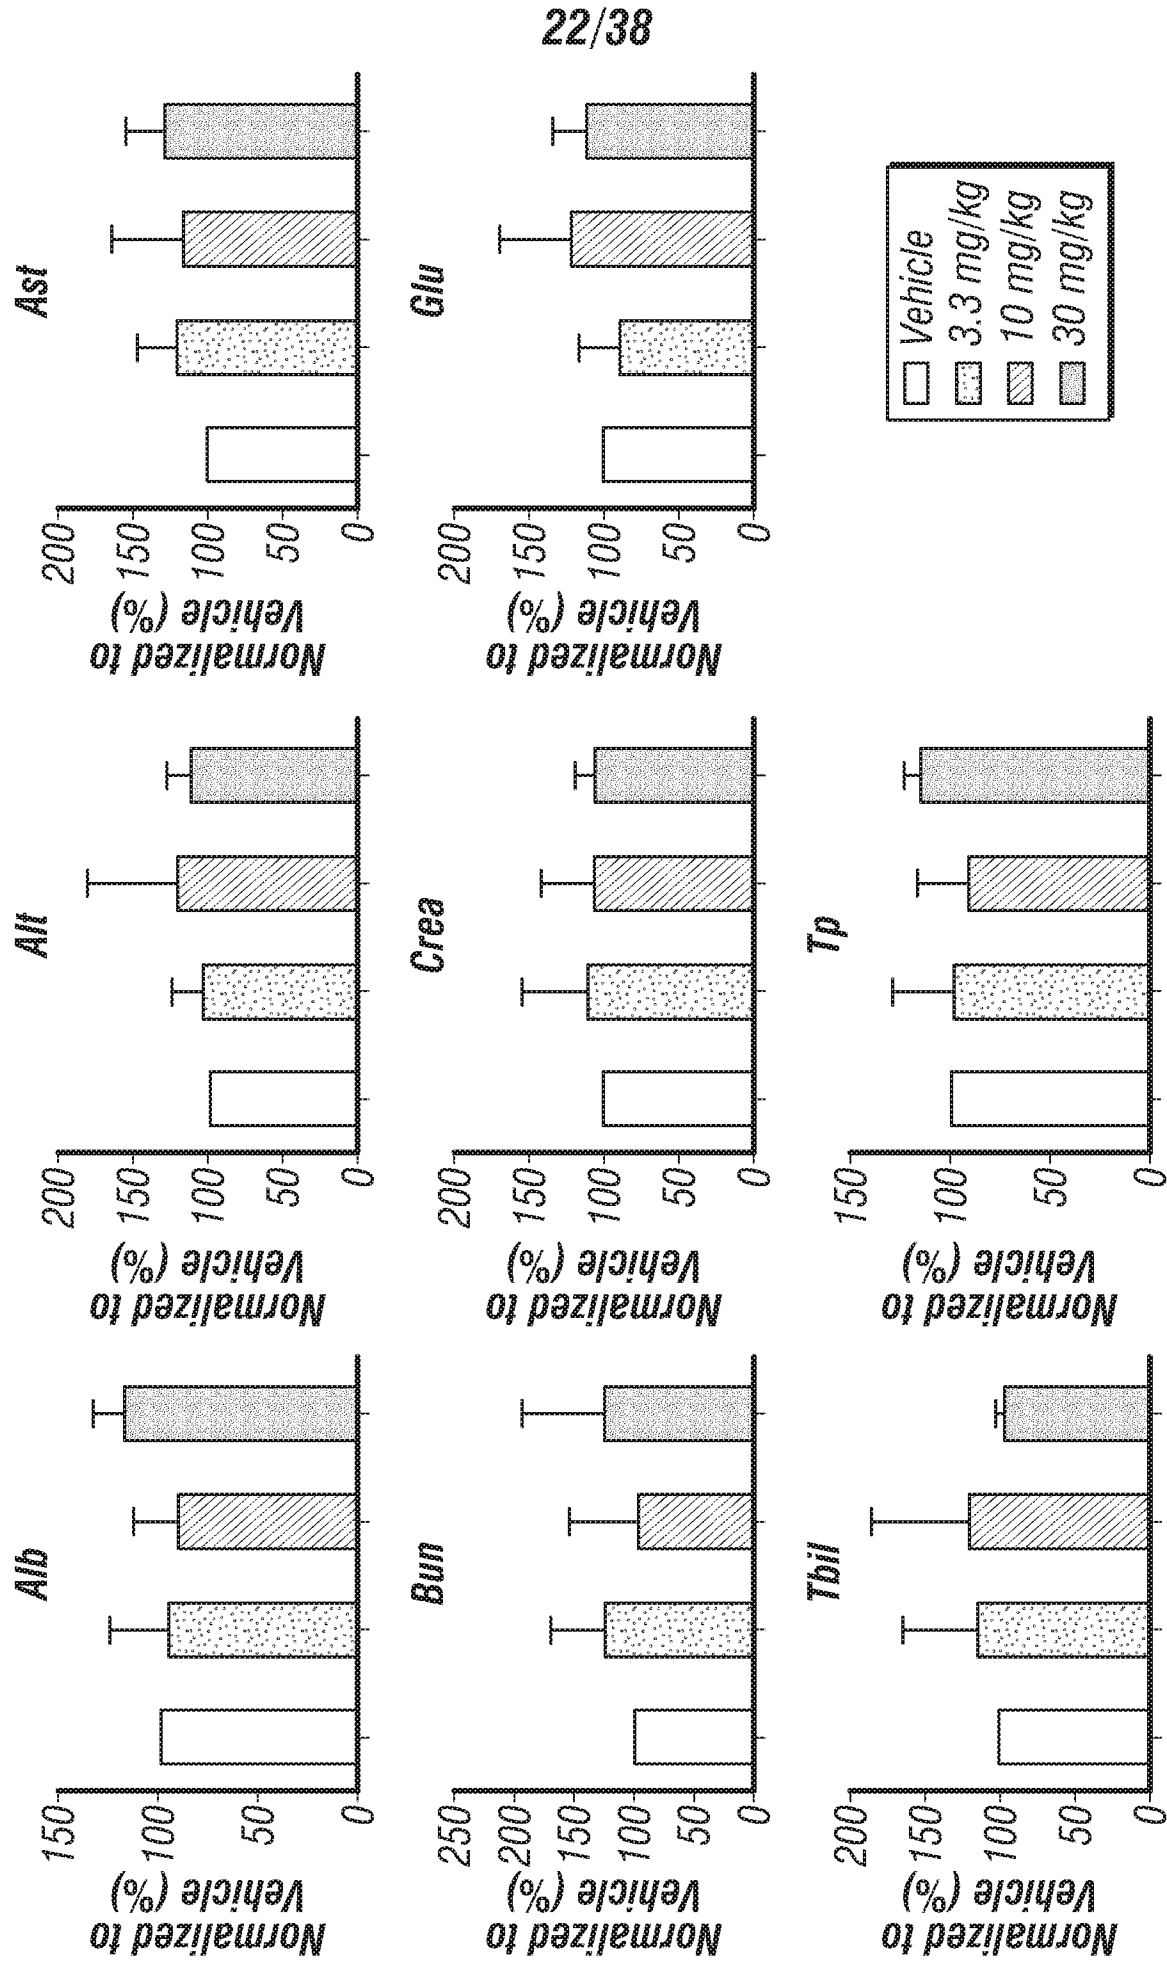 22/38
Alb
Normalized to
Vehicle (%)
150
100
50
0
Alt
Normalized to
Vehicle (%)
200
150
100
50
0
Ast
Normalized to
Vehicle (%)
200
150
100
50
0
Bun
Normalized to
Vehicle (%)
250
200
150
100
50
0
Crea
Normalized to
Vehicle (%)
200
150
100
50
0
Glu
Normalized to
Vehicle (%)
200
150
100
50
0
Tbil
Normalized to
Vehicle (%)
200
150
100
50
0
Tp
Normalized to
Vehicle (%)
150
100
50
0
Vehicle
3.3 mg/kg
10 mg/kg
30 mg/kg